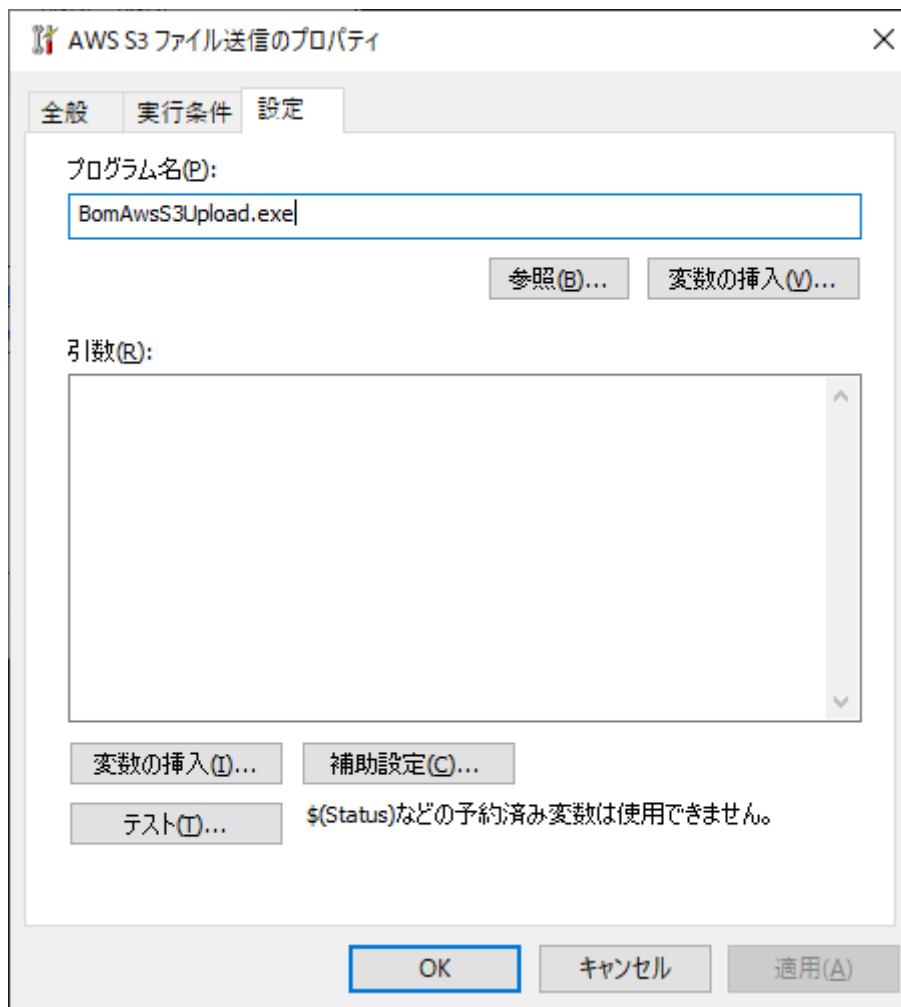 AWS S3 ファイル送信のプロパティ
全般 実行条件 設定
プログラム名(P):
BomAwsS3Upload.exe
参照(B)... 変数の挿入(V)...
引数(R):
変数の挿入(I)... 補助設定(C)...
テスト(T)... $(Status)などの予約済み変数は使用できません。
OK キャンセル 適用(A)